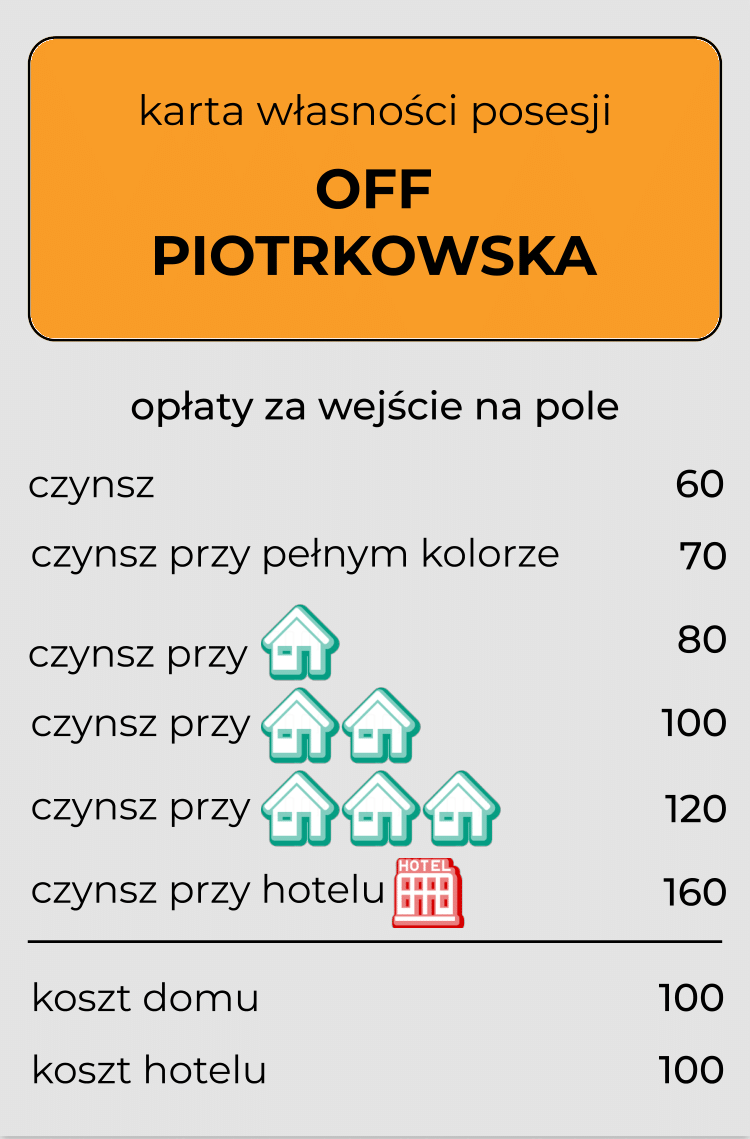 karta własności posesji
OFF
PIOTRKOWSKA
opłaty za wejście na pole
czynsz 60
czynsz przy pełnym kolorze 70
czynsz przy 80
czynsz przy 100
czynsz przy 120
czynsz przy hotelu HOTEL 160
koszt domu 100
koszt hotelu 100